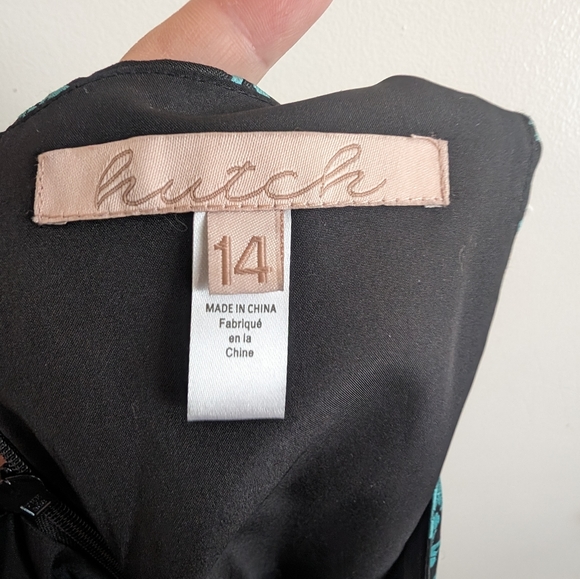 hutch
14
MADE IN CHINA
Fabriqué
en la
Chine